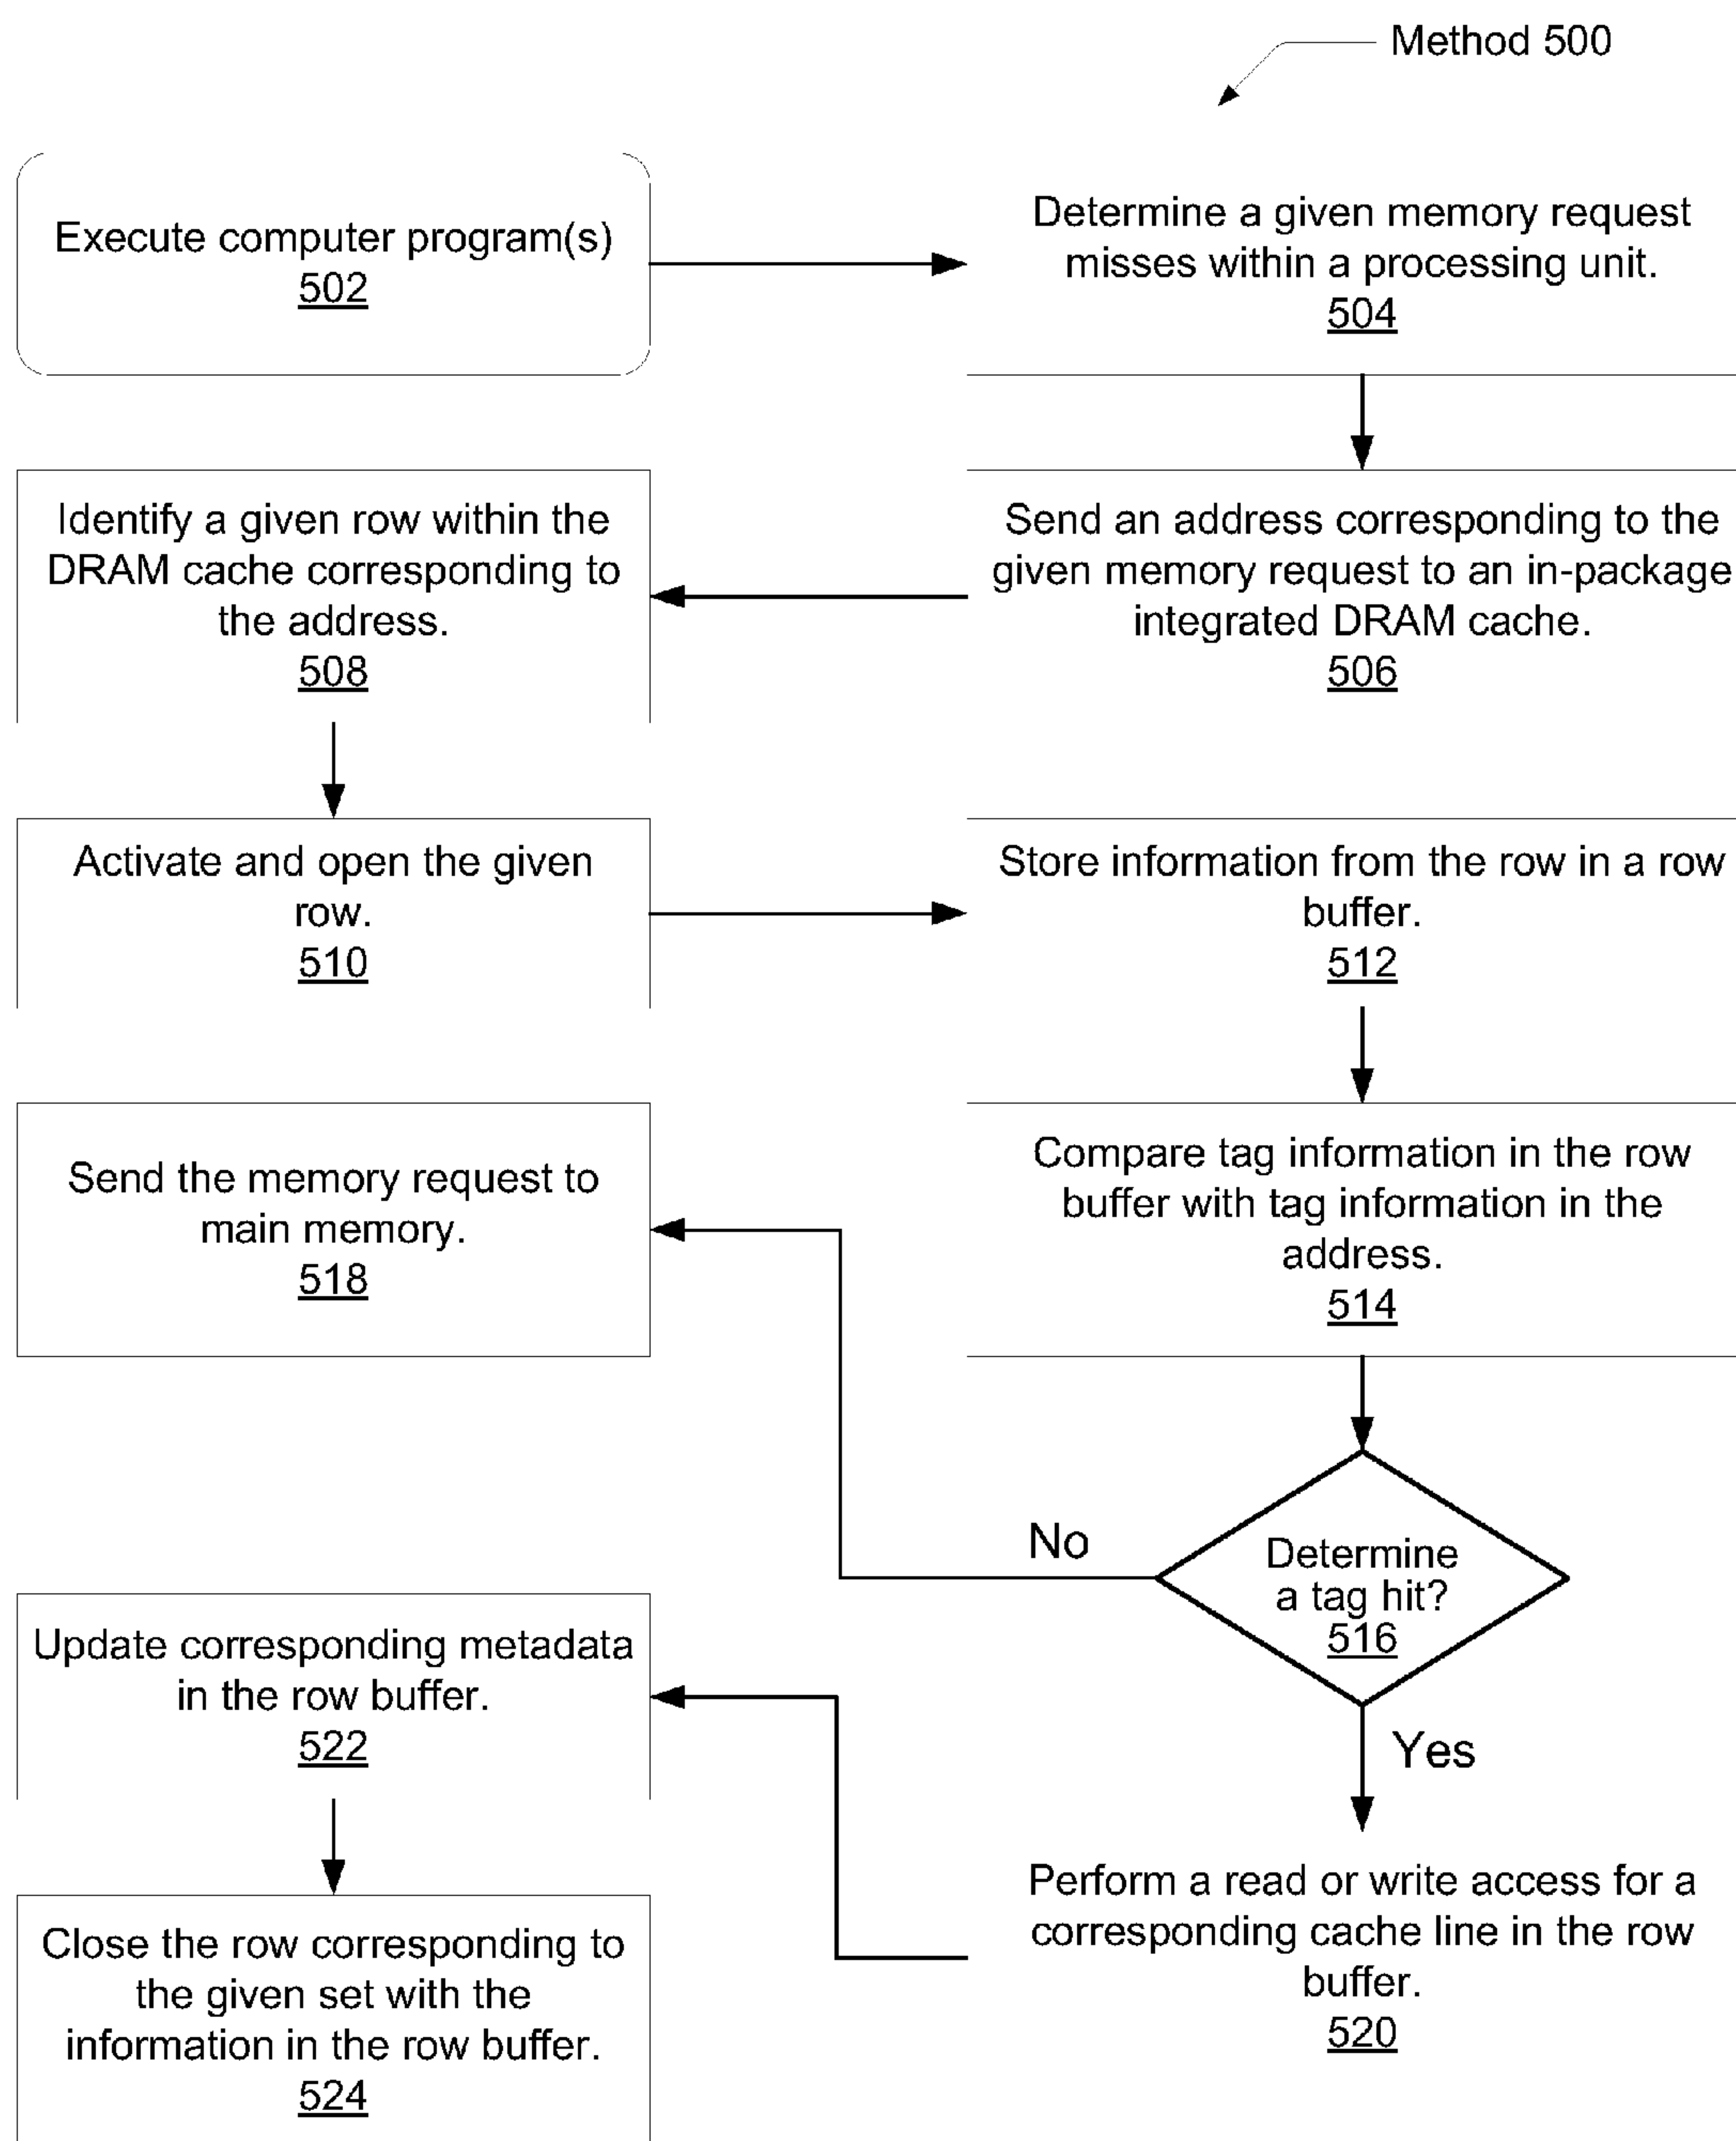 Method 500
Execute computer program(s)
502
Determine a given memory request
misses within a processing unit.
504
Send an address corresponding to the
given memory request to an in-package
integrated DRAM cache.
506
Identify a given row within the
DRAM cache corresponding to
the address.
508
Activate and open the given
row.
510
Store information from the row in a row
buffer.
512
Compare tag information in the row
buffer with tag information in the
address.
514
Determine
a tag hit?
516
No
Send the memory request to
main memory.
518
Yes
Perform a read or write access for a
corresponding cache line in the row
buffer.
520
Update corresponding metadata
in the row buffer.
522
Close the row corresponding to
the given set with the
information in the row buffer.
524